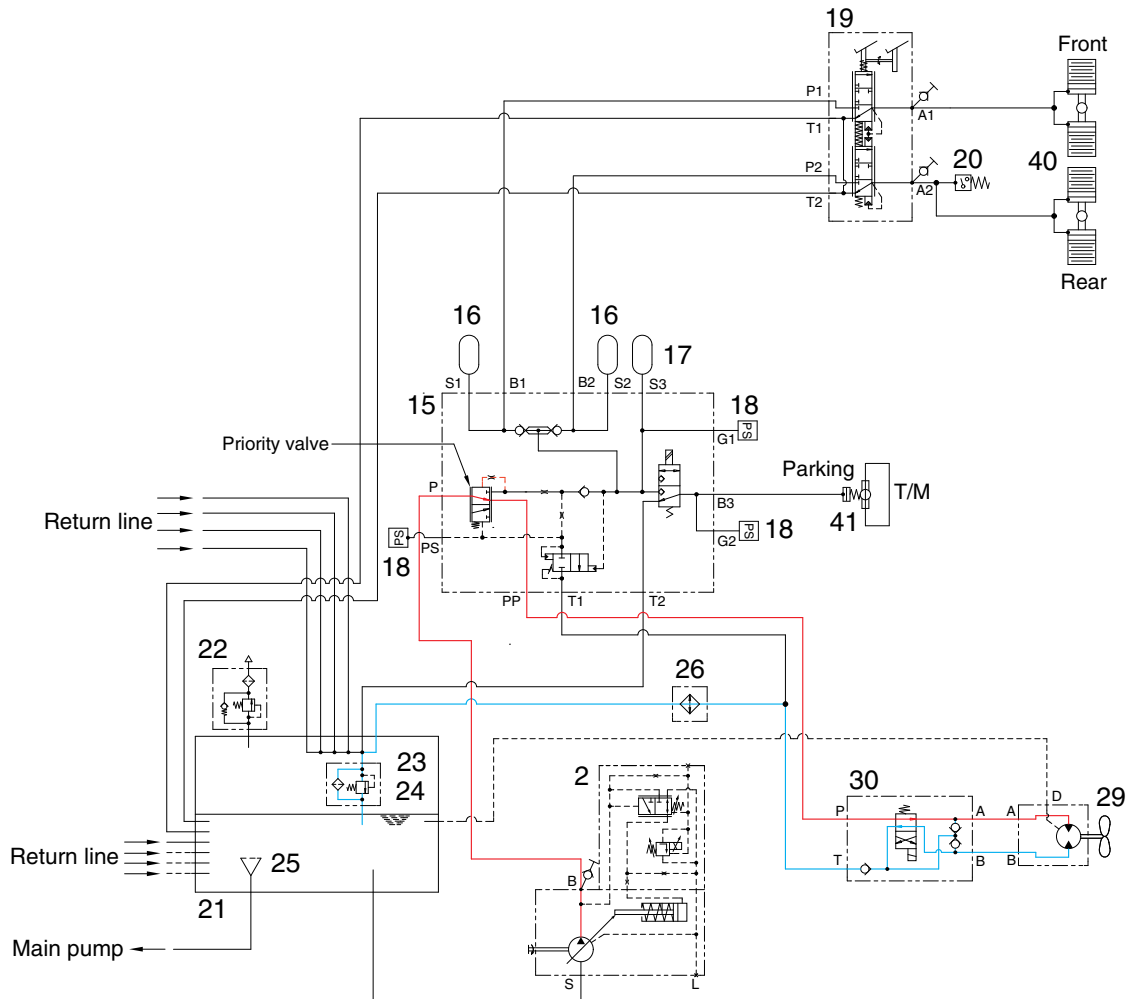 19
Front
P1
A1
T1
P2
20
40
A2
T2
Rear
16
16
17
S1
B1
B2
S2
S3
15
18
PS
G1
Priority valve
Parking
P
T/M
B3
Return line
41
PS
PS
18
G2
PS
18
PP
T1
T2
22
26
23
24
2
30
D
29
P
A
A
Return line
25
B
T
B
B
21
Main pump
S
L